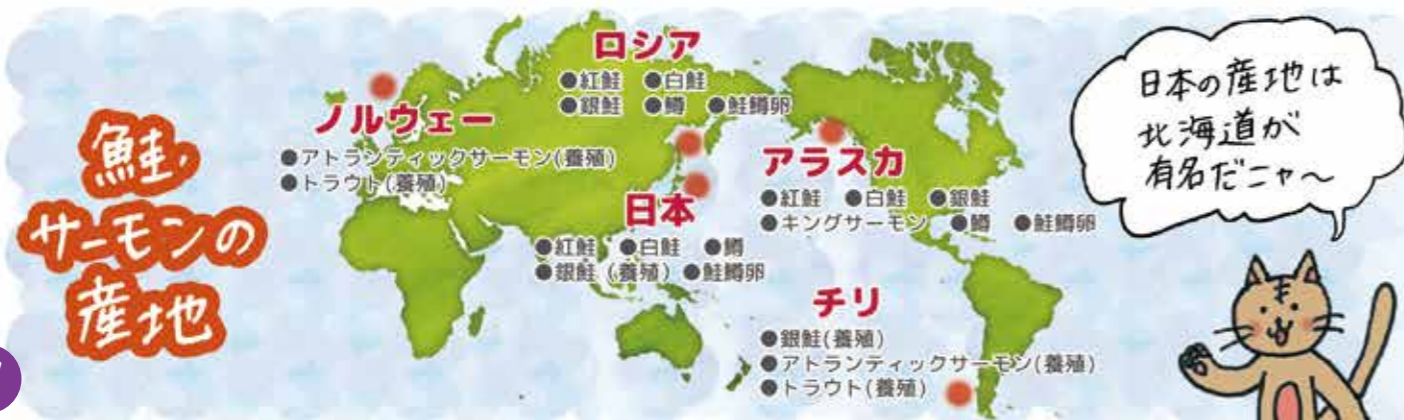 鮭・
サーモンの
産地
ノルウェー
●アトランティックサーモン(養殖)
●トラウト(養殖)
ロシア
●紅鮭 ●白鮭
●銀鮭 ●鱒 ●鮭鱒卵
日本
●紅鮭 ●白鮭 ●鱒
●銀鮭(養殖) ●鮭鱒卵
アラスカ
●紅鮭 ●白鮭 ●銀鮭
●キングサーモン ●鱒 ●鮭鱒卵
チリ
●銀鮭(養殖)
●アトランティックサーモン(養殖)
●トラウト(養殖)
日本の産地は
北海道が
有名だニャ～